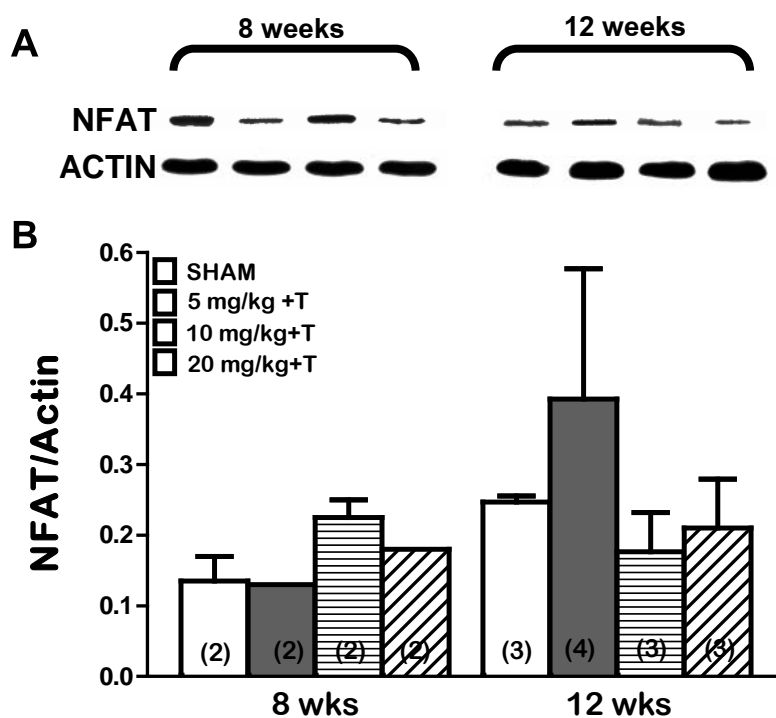 A
8 weeks
12 weeks
NFAT
ACTIN
B
NFAT/Actin
0.6
0.5
0.4
0.3
0.2
0.1
0.0
SHAM
5 mg/kg +T
10 mg/kg+T
20 mg/kg+T
(2) (2) (2) (2) (3) (4) (3) (3)
8 wks 12 wks